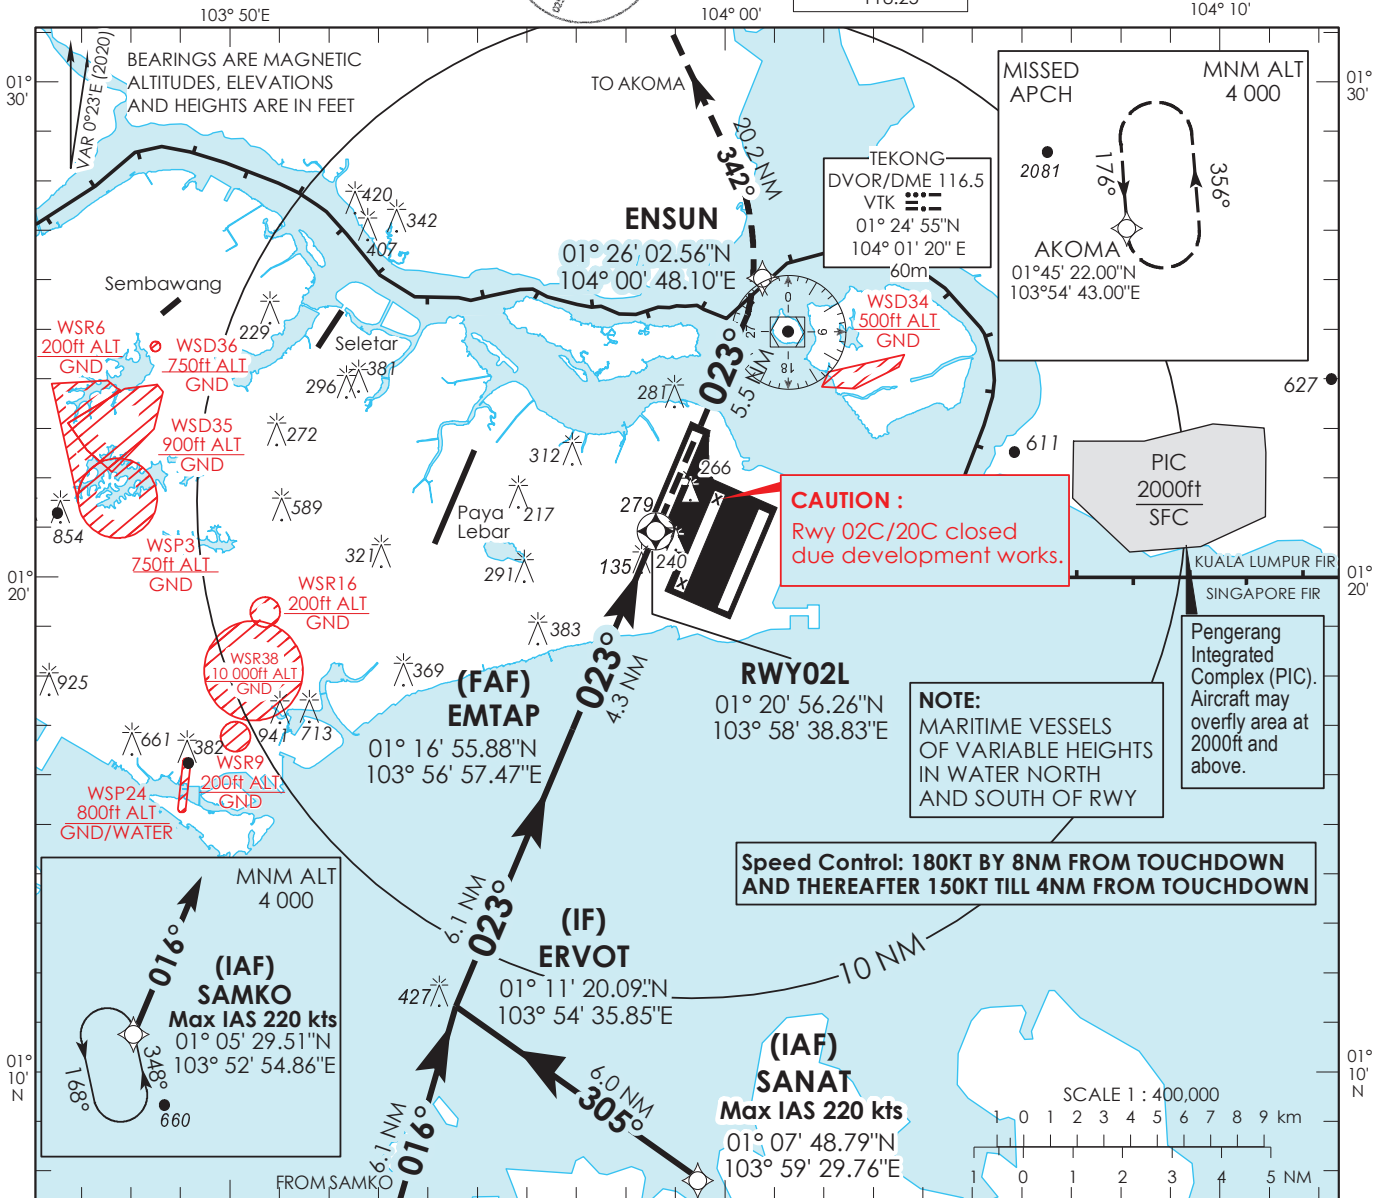 103° 50'E
104° 00'
104° 10'
01°
30'
VAR 0°23'E (2020)
BEARINGS ARE MAGNETIC
ALTITUDES, ELEVATIONS
AND HEIGHTS ARE IN FEET
TO AKOMA
20.2 NM
342°
TEKONG
DVOR/DME 116.5
VTK
01° 24' 55"N
104° 01' 20" E
60m
MISSED
APCH
MNM ALT
4 000
2081
176°
356°
AKOMA
01°45' 22.00"N
103°54' 43.00"E
01°
30'
420
342
407
ENSUN
01° 26' 02.56"N
104° 00' 48.10"E
Sembawang
229
Seletar
WSR6
200ft ALT
GND
WSD36
750ft ALT
GND
WSD35
900ft ALT
GND
296
381
272
589
854
WSP3
750ft ALT
GND
321
281
312
217
Paya
Lebar
291
0
9
18
27
WSD34
500ft ALT
GND
023°
5.5 NM
627
611
PIC
2000ft
SFC
266
X
279
135
240
X
CAUTION :
Rwy 02C/20C closed
due development works.
KUALA LUMPUR FIR
SINGAPORE FIR
01°
20'
01°
20'
WSR16
200ft ALT
GND
383
369
WSR38
10 000ft ALT
GND
925
661
382
941
713
WSR9
200ft ALT
GND
WSP24
800ft ALT
GND/WATER
(FAF)
EMTAP
01° 16' 55.88"N
103° 56' 57.47"E
023°
4.3 NM
RWY02L
01° 20' 56.26"N
103° 58' 38.83"E
NOTE:
MARITIME VESSELS
OF VARIABLE HEIGHTS
IN WATER NORTH
AND SOUTH OF RWY
Pengerang
Integrated
Complex (PIC).
Aircraft may
overfly area at
2000ft and
above.
Speed Control: 180KT BY 8NM FROM TOUCHDOWN
AND THEREAFTER 150KT TILL 4NM FROM TOUCHDOWN
MNM ALT
4 000
016°
(IAF)
SAMKO
Max IAS 220 kts
01° 05' 29.51"N
103° 52' 54.86"E
348°
168°
660
6.1 NM
023°
(IF)
ERVOT
01° 11' 20.09"N
103° 54' 35.85"E
427
10 NM
01°
10'
N
01°
10'
N
(IAF)
SANAT
Max IAS 220 kts
01° 07' 48.79"N
103° 59' 29.76"E
6.0 NM
305°
6.1 NM
016°
FROM SAMKO
SCALE 1 : 400,000
1 0 1 2 3 4 5 6 7 8 9 km
1 0 1 2 3 4 5 NM